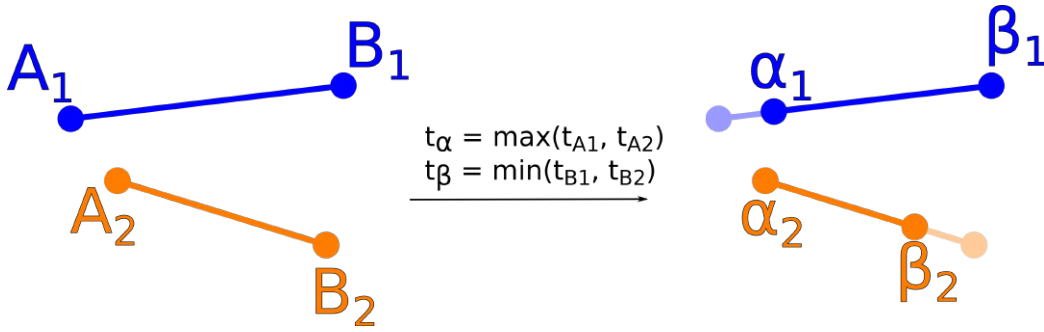 A₁
B₁
A₂
B₂
tα = max(tA1, tA2)
tβ = min(tB1, tB2)
α₁
β₁
α₂
β₂